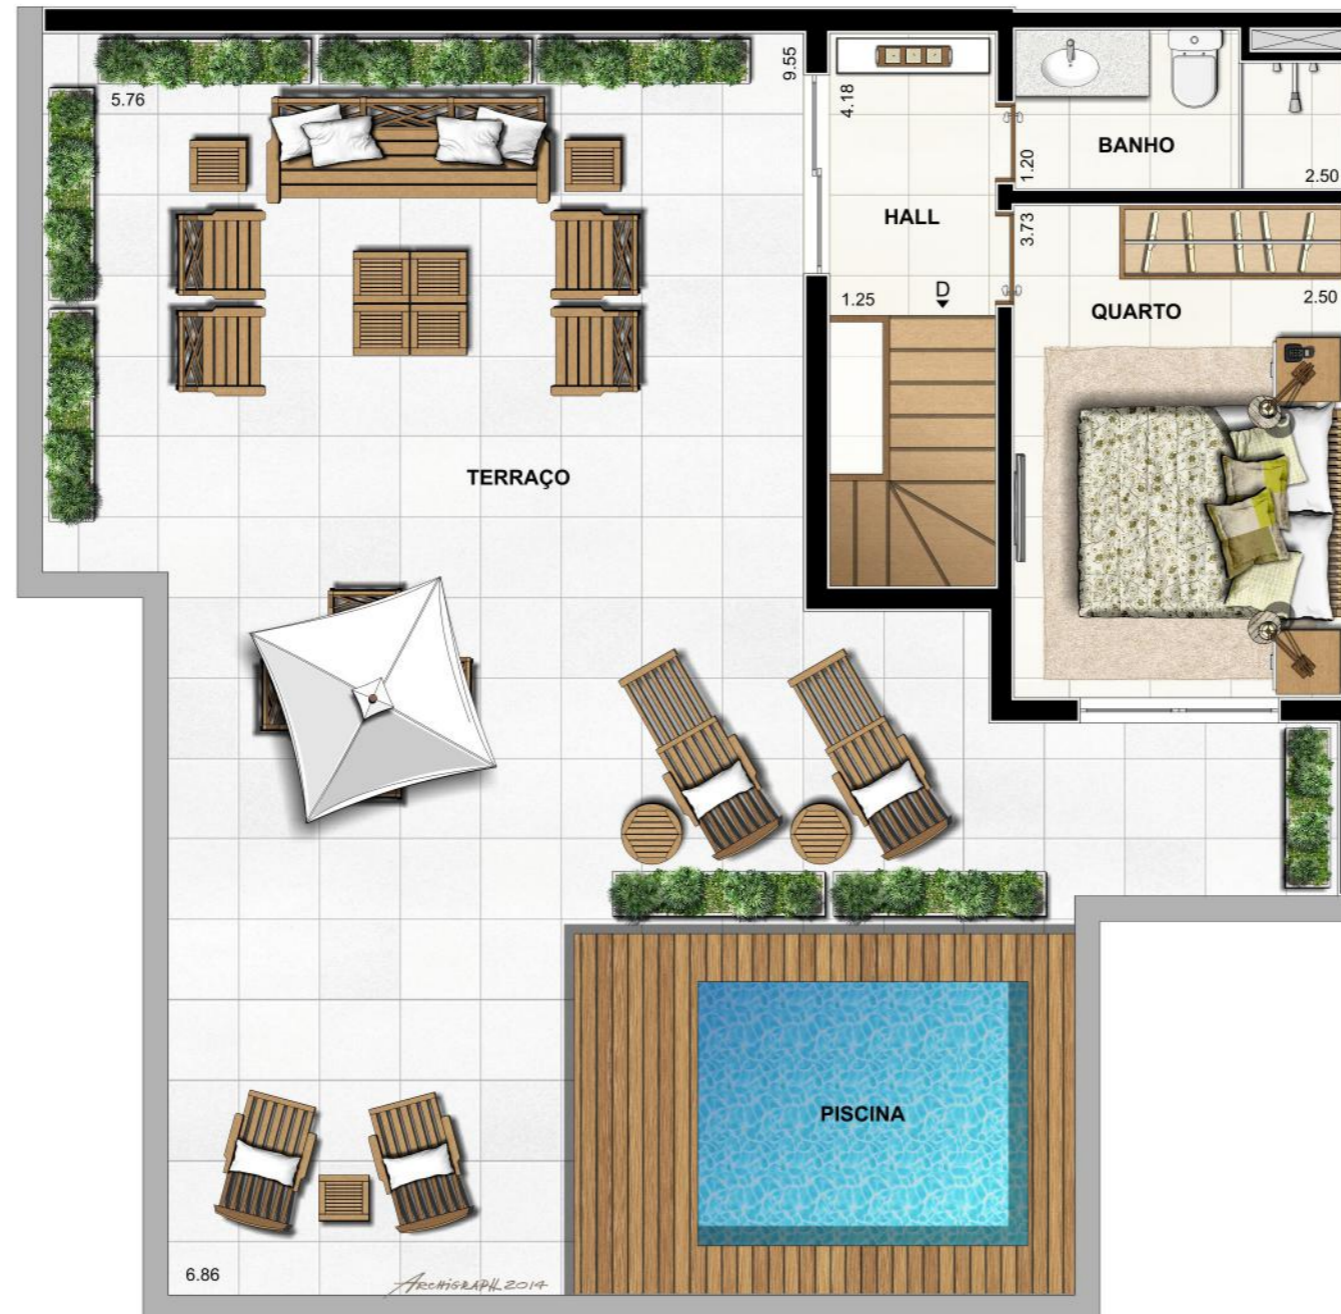 5.76
9.55
4.18
BANHO
1.20
2.50
HALL
3.73
1.25
D
QUARTO
2.50
TERRAÇO
PISCINA
6.86
ARCHIGRAPH 2014